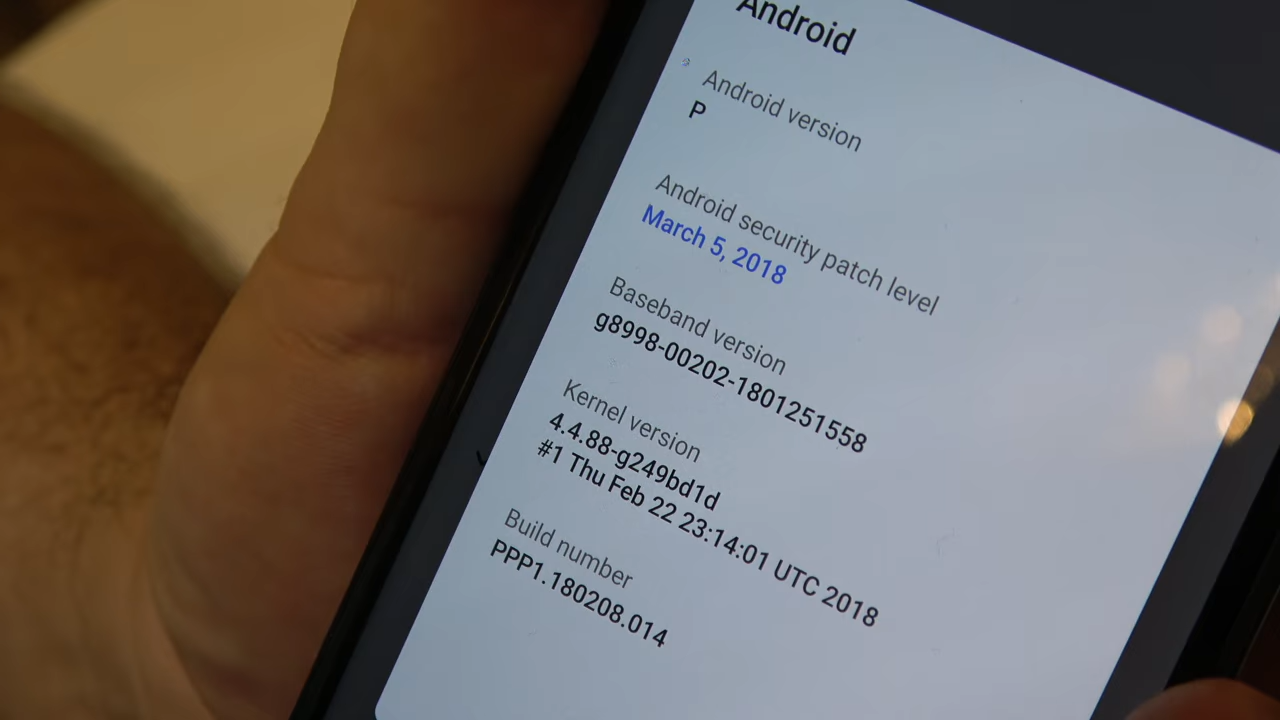 Android
Android version
P
Android security patch level
March 5, 2018
Baseband version
g8998-00202-1801251558
Kernel version
4.4.88-g249bd1d
#1 Thu Feb 22 23:14:01 UTC 2018
Build number
PPP1.180208.014